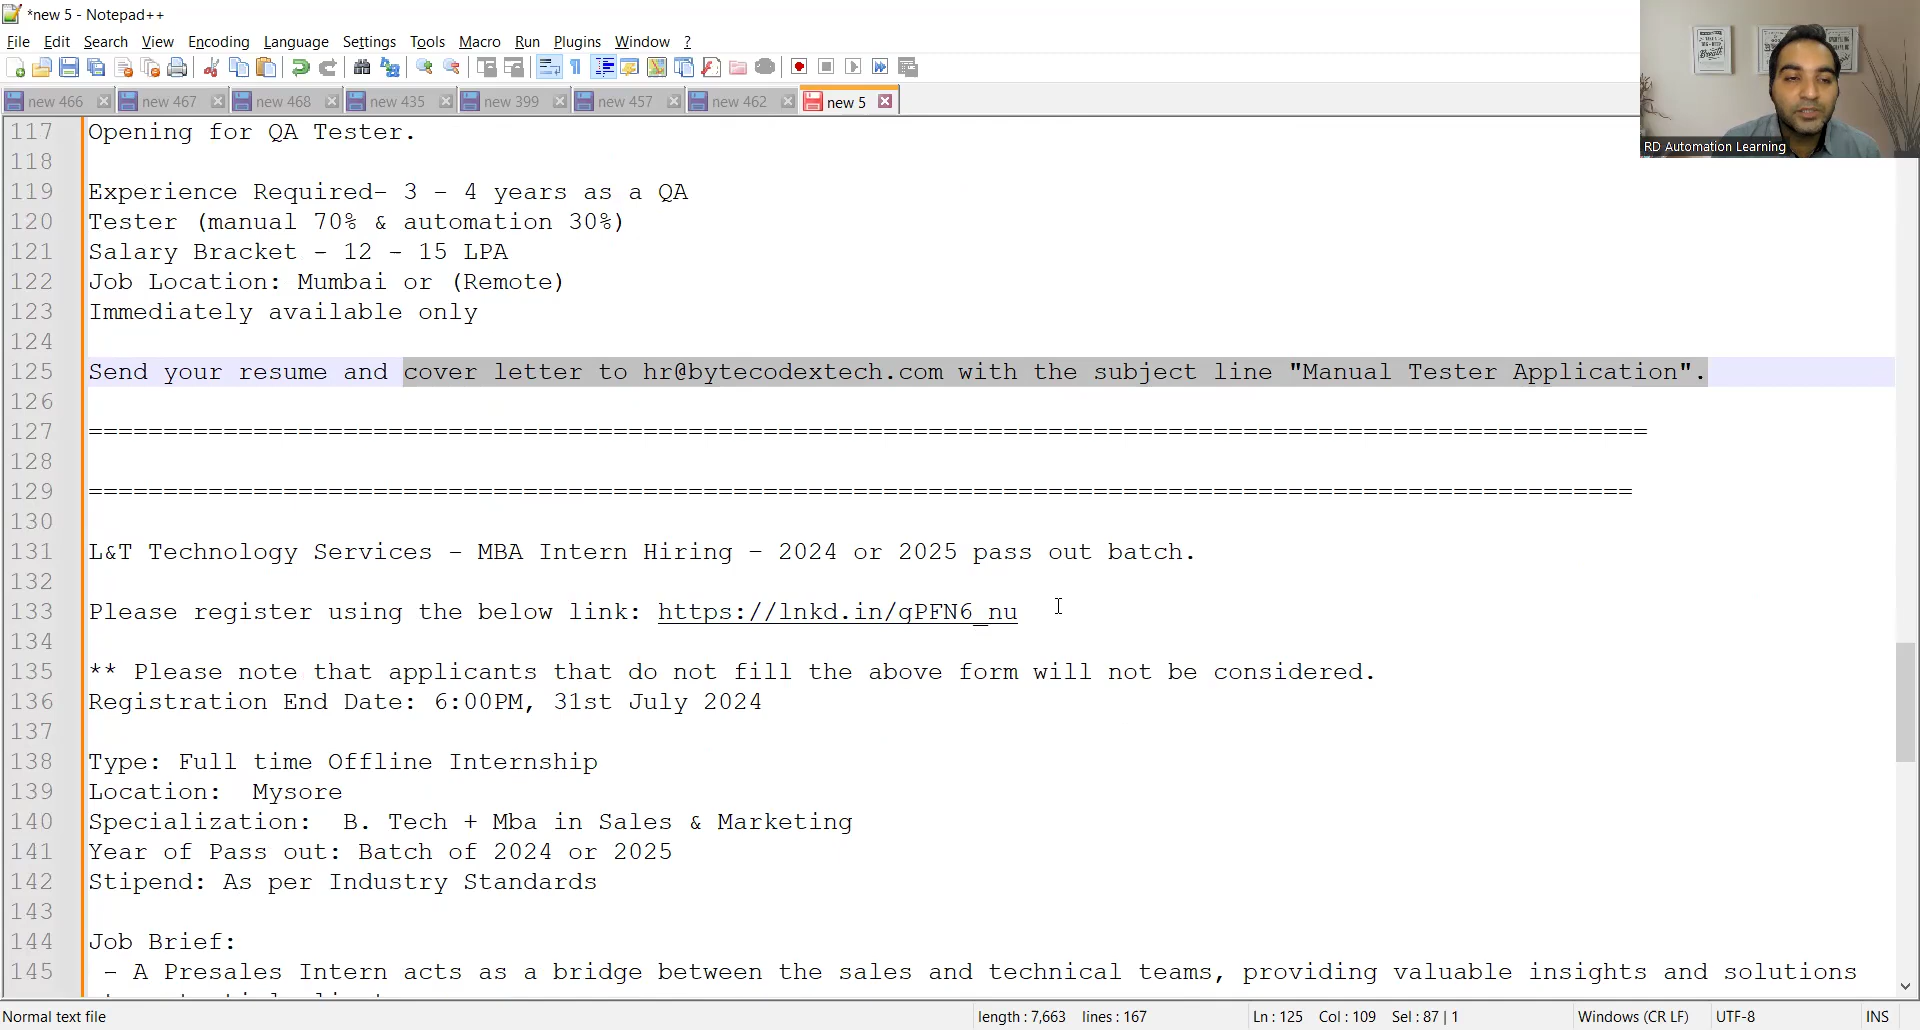 *new 5 - Notepad++
File Edit Search View Encoding Language Settings Tools Macro Run Plugins Window ?
new 466 new 467 new 468 new 435 new 399 new 457 new 462 new 5
RD Automation Learning
117 Opening for QA Tester.
118
119 Experience Required- 3 - 4 years as a QA
120 Tester (manual 70% & automation 30%)
121 Salary Bracket - 12 - 15 LPA
122 Job Location: Mumbai or (Remote)
123 Immediately available only
124
125 Send your resume and cover letter to hr@bytecodextech.com with the subject line "Manual Tester Application".
126
127 ========================================================================================================
128
129 =======================================================================================================
130
131 L&T Technology Services - MBA Intern Hiring - 2024 or 2025 pass out batch.
132
133 Please register using the below link: https://lnkd.in/gPFN6_nu
134
135 ** Please note that applicants that do not fill the above form will not be considered.
136 Registration End Date: 6:00PM, 31st July 2024
137
138 Type: Full time Offline Internship
139 Location:  Mysore
140 Specialization:  B. Tech + Mba in Sales & Marketing
141 Year of Pass out: Batch of 2024 or 2025
142 Stipend: As per Industry Standards
143
144 Job Brief:
145  - A Presales Intern acts as a bridge between the sales and technical teams, providing valuable insights and solutions
Normal text file length : 7,663 lines : 167 Ln : 125 Col : 109 Sel : 87 | 1 Windows (CR LF) UTF-8 INS